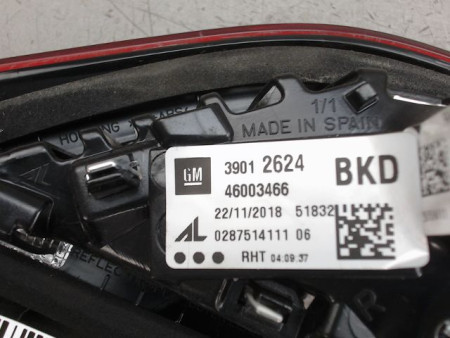 1/1
HOUSING
MADE IN SPAIN
GM 3901 2624 BKD
46003466
22/11/2018 51832
AL 0287514111 06
RHT 04:09:37
R